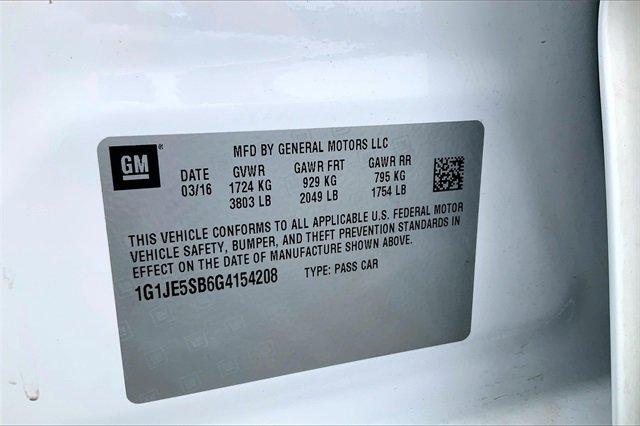 GM ®
MFD BY GENERAL MOTORS LLC
DATE GVWR GAWR FRT GAWR RR
03/16 1724 KG 929 KG 795 KG
3803 LB 2049 LB 1754 LB
THIS VEHICLE CONFORMS TO ALL APPLICABLE U.S. FEDERAL MOTOR
VEHICLE SAFETY, BUMPER, AND THEFT PREVENTION STANDARDS IN
EFFECT ON THE DATE OF MANUFACTURE SHOWN ABOVE.
1G1JE5SB6G4154208 TYPE: PASS CAR